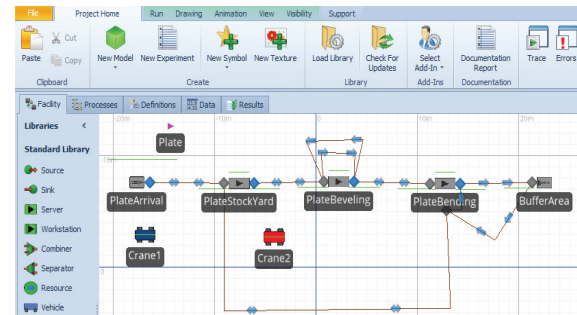 File Project Home Run Drawing Animation View Visibility Support
Paste Cut Copy New Model New Experiment New Symbol New Texture Load Library Check For Updates Select Add-In Documentation Report Trace Errors
Clipboard Create Library Add-Ins Documentation
Facility Processes Definitions Data Results
Libraries <
-20m -10m 0 10m 20m
Standard Library
Plate
-10m
Source
Sink
PlateArrival PlateStockYard PlateBeveling PlateBending BufferArea
Server
Workstation
Combiner
Crane1 Crane2
Separator
0
Resource
Vehicle